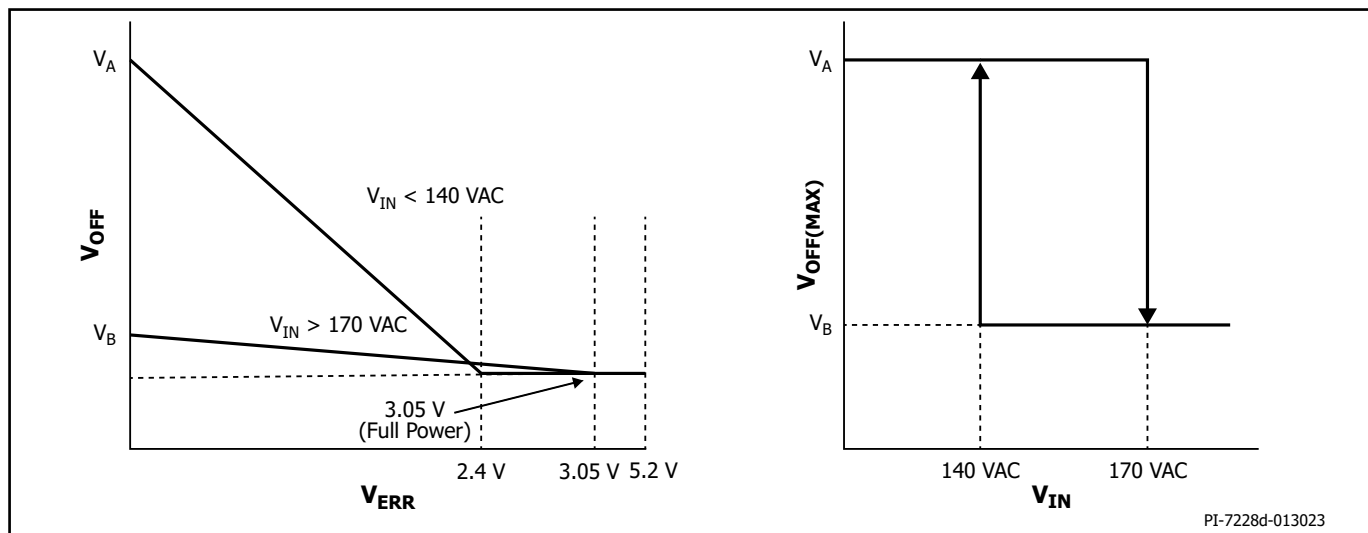 V_A
V_OFF
V_IN < 140 VAC
V_B
V_IN > 170 VAC
3.05 V
(Full Power)
2.4 V
3.05 V
5.2 V
V_ERR
V_A
V_OFF(MAX)
V_B
140 VAC
170 VAC
V_IN
PI-7228d-013023